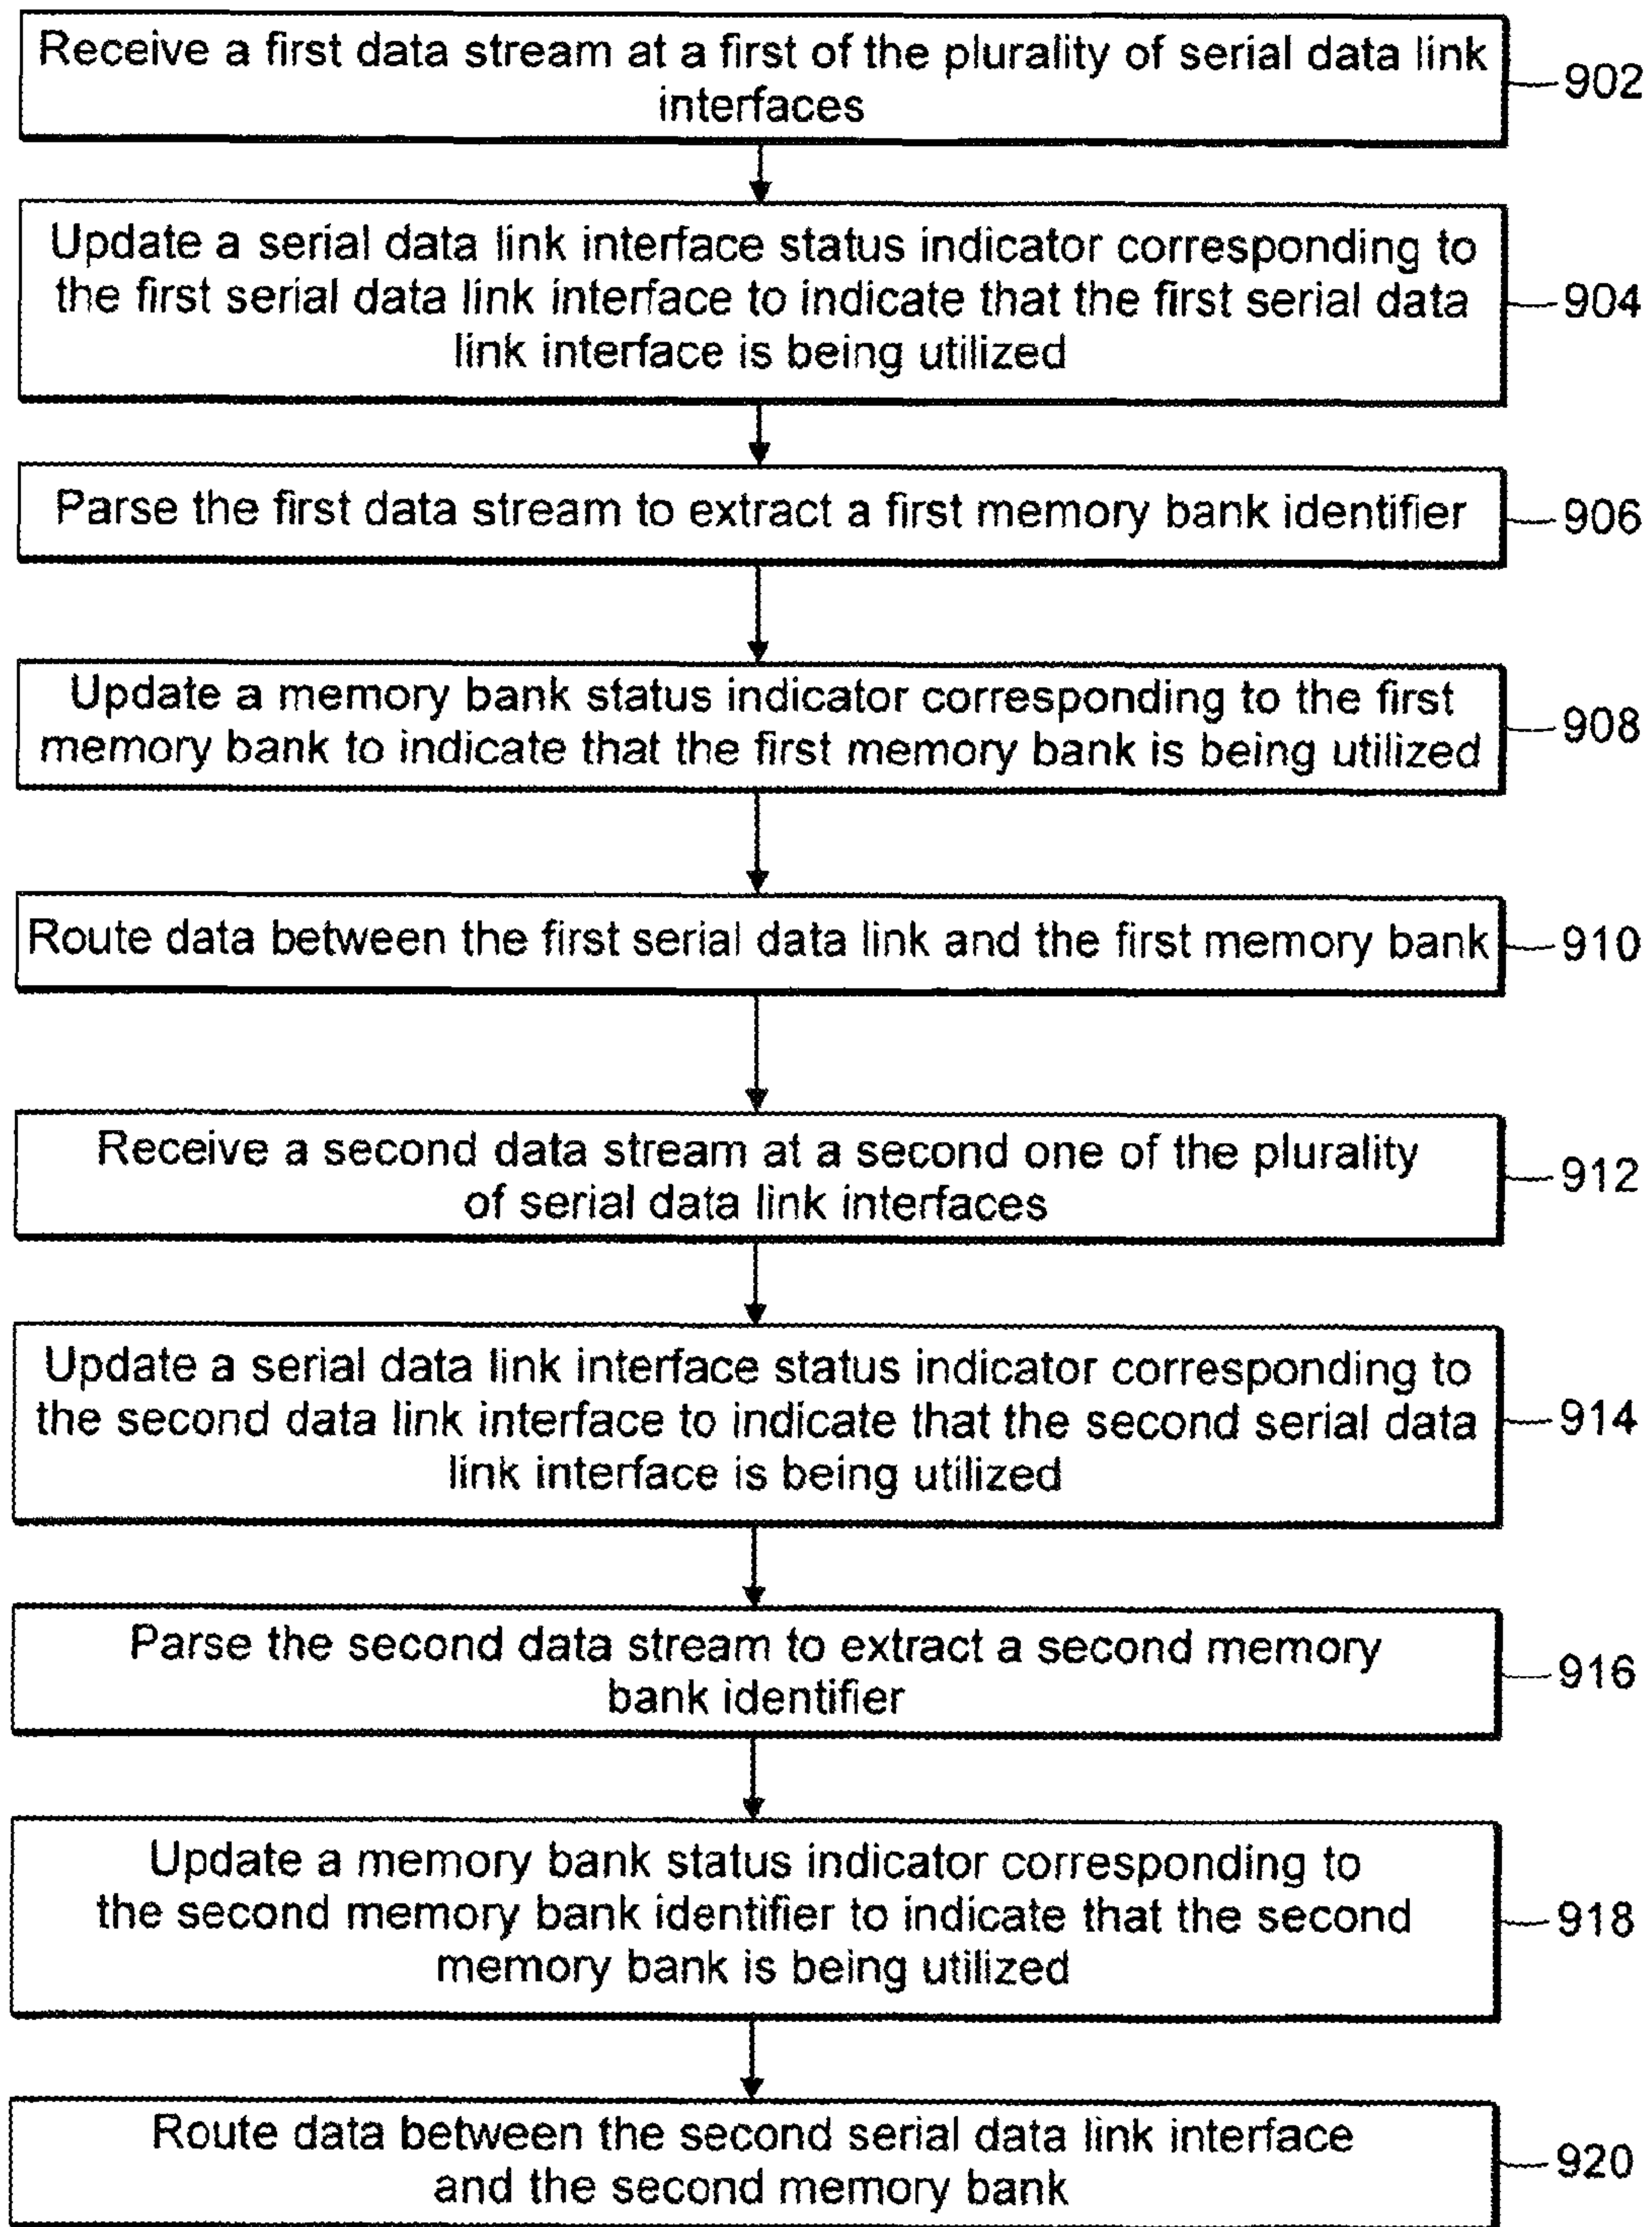 Receive a first data stream at a first of the plurality of serial data link
interfaces
902
Update a serial data link interface status indicator corresponding to
the first serial data link interface to indicate that the first serial data
link interface is being utilized
904
Parse the first data stream to extract a first memory bank identifier
906
Update a memory bank status indicator corresponding to the first
memory bank to indicate that the first memory bank is being utilized
908
Route data between the first serial data link and the first memory bank
910
Receive a second data stream at a second one of the plurality
of serial data link interfaces
912
Update a serial data link interface status indicator corresponding to
the second data link interface to indicate that the second serial data
link interface is being utilized
914
Parse the second data stream to extract a second memory
bank identifier
916
Update a memory bank status indicator corresponding to
the second memory bank identifier to indicate that the second
memory bank is being utilized
918
Route data between the second serial data link interface
and the second memory bank
920